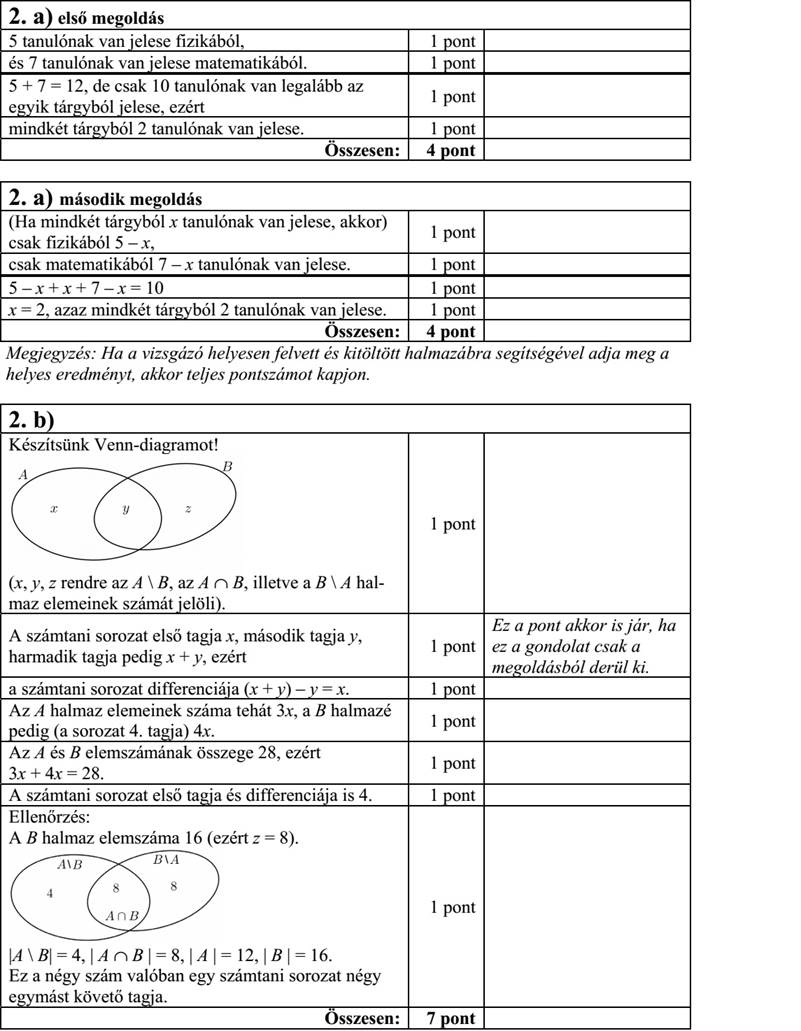 2. a) első megoldás
5 tanulónak van jelese fizikából, 1 pont
és 7 tanulónak van jelese matematikából. 1 pont
5 + 7 = 12, de csak 10 tanulónak van legalább az
egyik tárgyból jelese, ezért 1 pont
mindkét tárgyból 2 tanulónak van jelese. 1 pont
Összesen: 4 pont
2. a) második megoldás
(Ha mindkét tárgyból x tanulónak van jelese, akkor)
csak fizikából 5 – x, 1 pont
csak matematikából 7 – x tanulónak van jelese. 1 pont
5 – x + x + 7 – x = 10 1 pont
x = 2, azaz mindkét tárgyból 2 tanulónak van jelese. 1 pont
Összesen: 4 pont
Megjegyzés: Ha a vizsgázó helyesen felvett és kitöltött halmazábra segítségével adja meg a
helyes eredményt, akkor teljes pontszámot kapjon.
2. b)
Készítsünk Venn-diagramot!
A B
x y z
1 pont
(x, y, z rendre az A \ B, az A ∩ B, illetve a B \ A hal-
maz elemeinek számát jelöli).
A számtani sorozat első tagja x, második tagja y,
harmadik tagja pedig x + y, ezért
1 pont
Ez a pont akkor is jár, ha
ez a gondolat csak a
megoldásból derül ki.
a számtani sorozat differenciája (x + y) – y = x. 1 pont
Az A halmaz elemeinek száma tehát 3x, a B halmazé
pedig (a sorozat 4. tagja) 4x. 1 pont
Az A és B elemszámának összege 28, ezért
3x + 4x = 28. 1 pont
A számtani sorozat első tagja és differenciája is 4. 1 pont
Ellenőrzés:
A B halmaz elemszáma 16 (ezért z = 8).
A\B B\A
4 8 8
A ∩ B
1 pont
|A \ B| = 4, | A ∩ B | = 8, | A | = 12, | B | = 16.
Ez a négy szám valóban egy számtani sorozat négy
egymást követő tagja.
Összesen: 7 pont